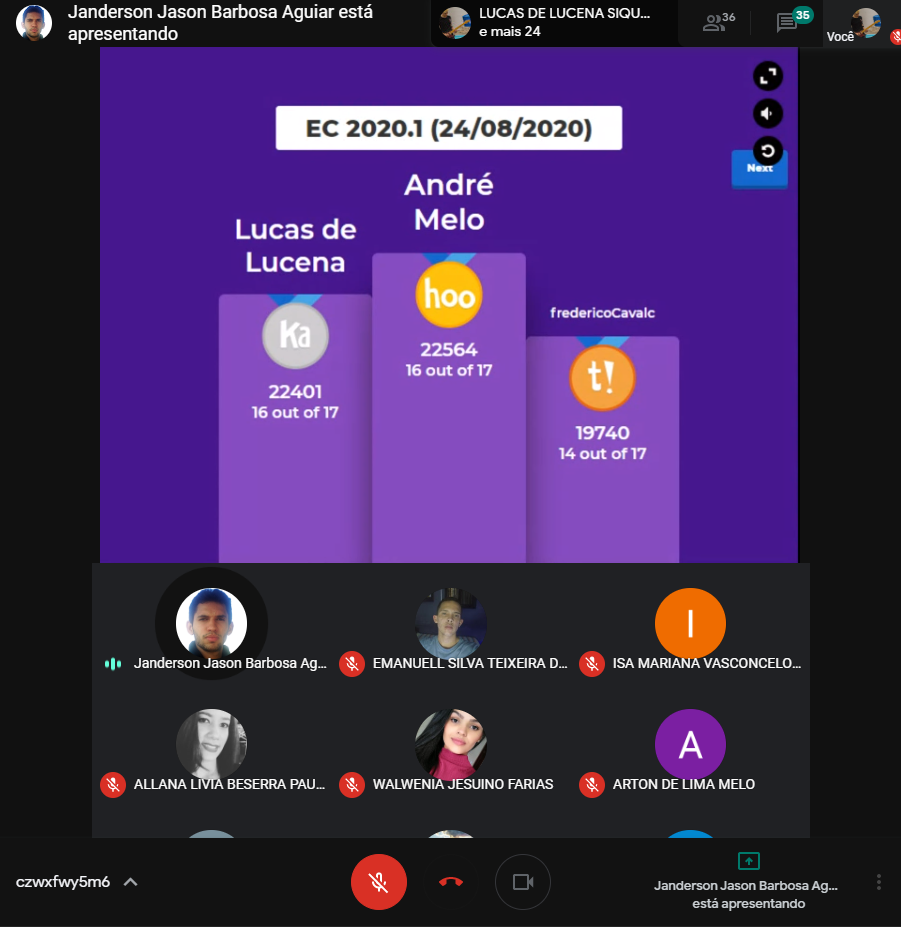 Janderson Jason Barbosa Aguiar está
apresentando
LUCAS DE LUCENA SIQU...
e mais 24
36
35
Você
EC 2020.1 (24/08/2020)
Next
André
Melo
Lucas de
Lucena
fredericoCavalc
Ka
hoo
t!
22564
16 out of 17
22401
16 out of 17
19740
14 out of 17
Janderson Jason Barbosa Ag...
EMANUELL SILVA TEIXEIRA D...
I
ISA MARIANA VASCONCELO...
ALLANA LIVIA BESERRA PAU...
WALWENIA JESUINO FARIAS
A
ARTON DE LIMA MELO
czwxfwy5m6
Janderson Jason Barbosa Ag...
está apresentando